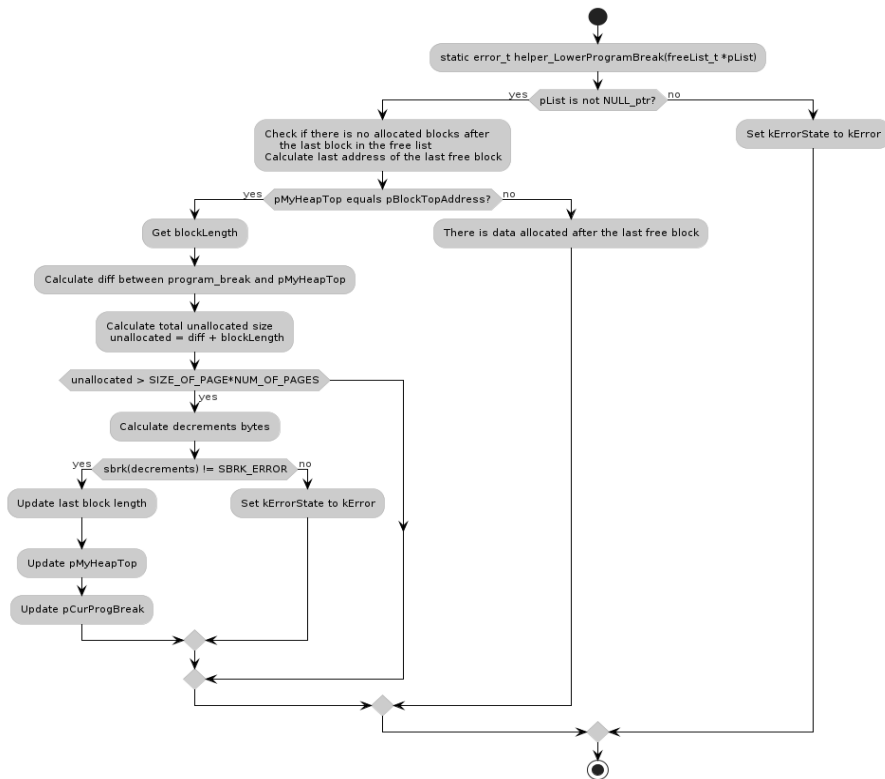 static error_t helper_LowerProgramBreak(freeList_t *pList)
yes
pList is not NULL_ptr?
no
Check if there is no allocated blocks after
the last block in the free list
Calculate last address of the last free block
Set kErrorState to kError
yes
pMyHeapTop equals pBlockTopAddress?
no
Get blockLength
There is data allocated after the last free block
Calculate diff between program_break and pMyHeapTop
Calculate total unallocated size
unallocated = diff + blockLength
unallocated > SIZE_OF_PAGE*NUM_OF_PAGES
yes
Calculate decrements bytes
yes
sbrk(decrements) != SBRK_ERROR
no
Update last block length
Set kErrorState to kError
Update pMyHeapTop
Update pCurProgBreak